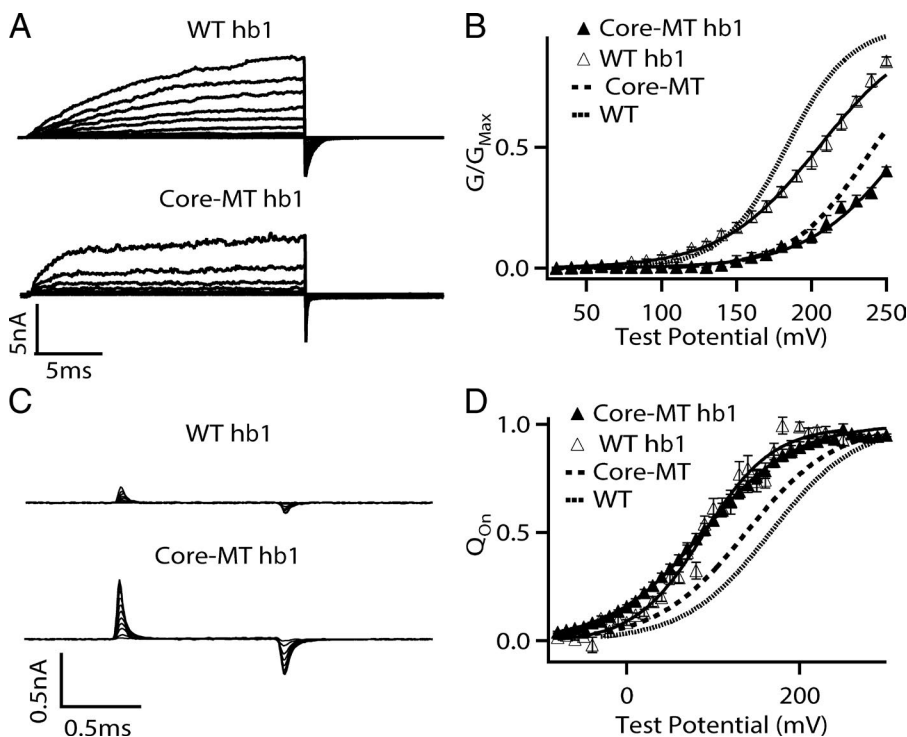 A
WT hb1
Core-MT hb1
5nA
5ms
B
Core-MT hb1
WT hb1
Core-MT
WT
G/GMax
0.5
0.0
50 100 150 200 250
Test Potential (mV)
C
WT hb1
Core-MT hb1
0.5nA
0.5ms
D
Core-MT hb1
WT hb1
Core-MT
WT
QOn
1.0
0.5
0.0
0 200
Test Potential (mV)